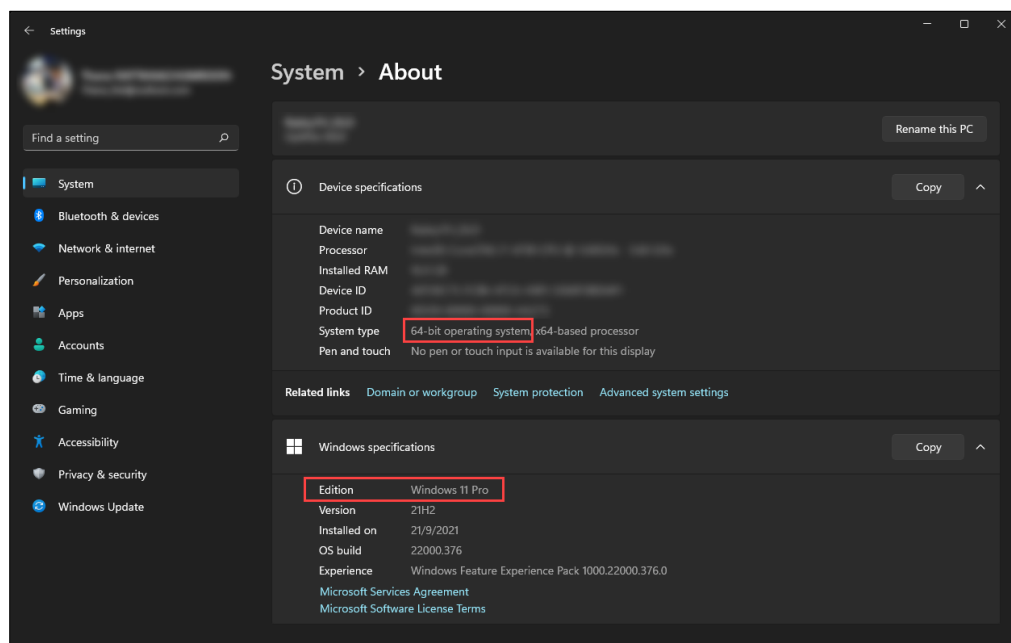 Settings
System > About
Rename this PC
Find a setting
System
Bluetooth & devices
Network & internet
Personalization
Apps
Accounts
Time & language
Gaming
Accessibility
Privacy & security
Windows Update
Device specifications
Copy
Device name
Processor
Installed RAM
Device ID
Product ID
System type 64-bit operating system, x64-based processor
Pen and touch No pen or touch input is available for this display
Related links Domain or workgroup System protection Advanced system settings
Windows specifications
Copy
Edition Windows 11 Pro
Version 21H2
Installed on 21/9/2021
OS build 22000.376
Experience Windows Feature Experience Pack 1000.22000.376.0
Microsoft Services Agreement
Microsoft Software License Terms